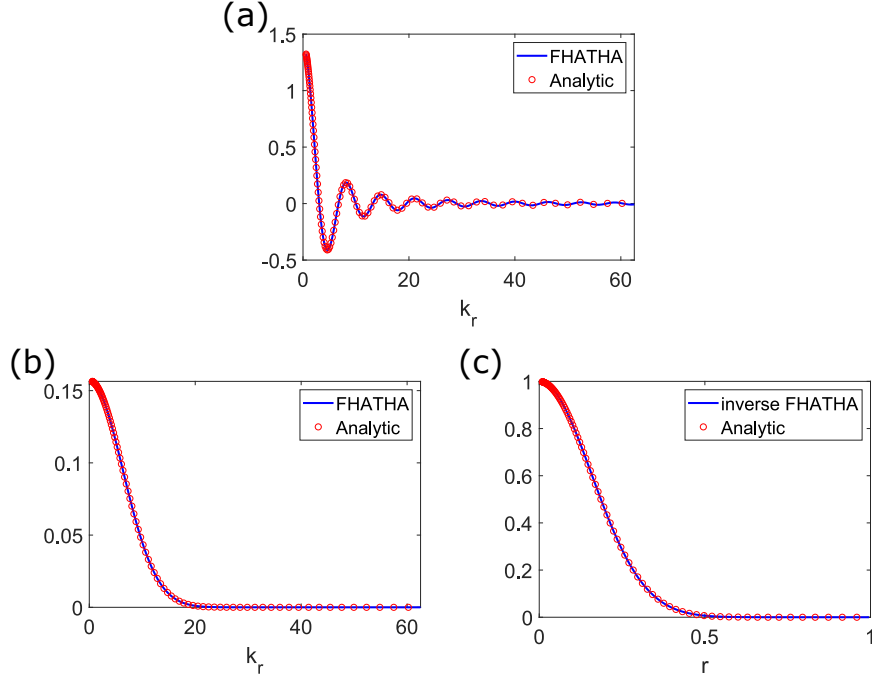 (a)
1.5
1
0.5
0
-0.5
0 20 40 60
k_r
FHATHA
Analytic
(b)
0.15
0.1
0.05
0
0 20 40 60
k_r
FHATHA
Analytic
(c)
1
0.8
0.6
0.4
0.2
0
0 0.5 1
r
inverse FHATHA
Analytic